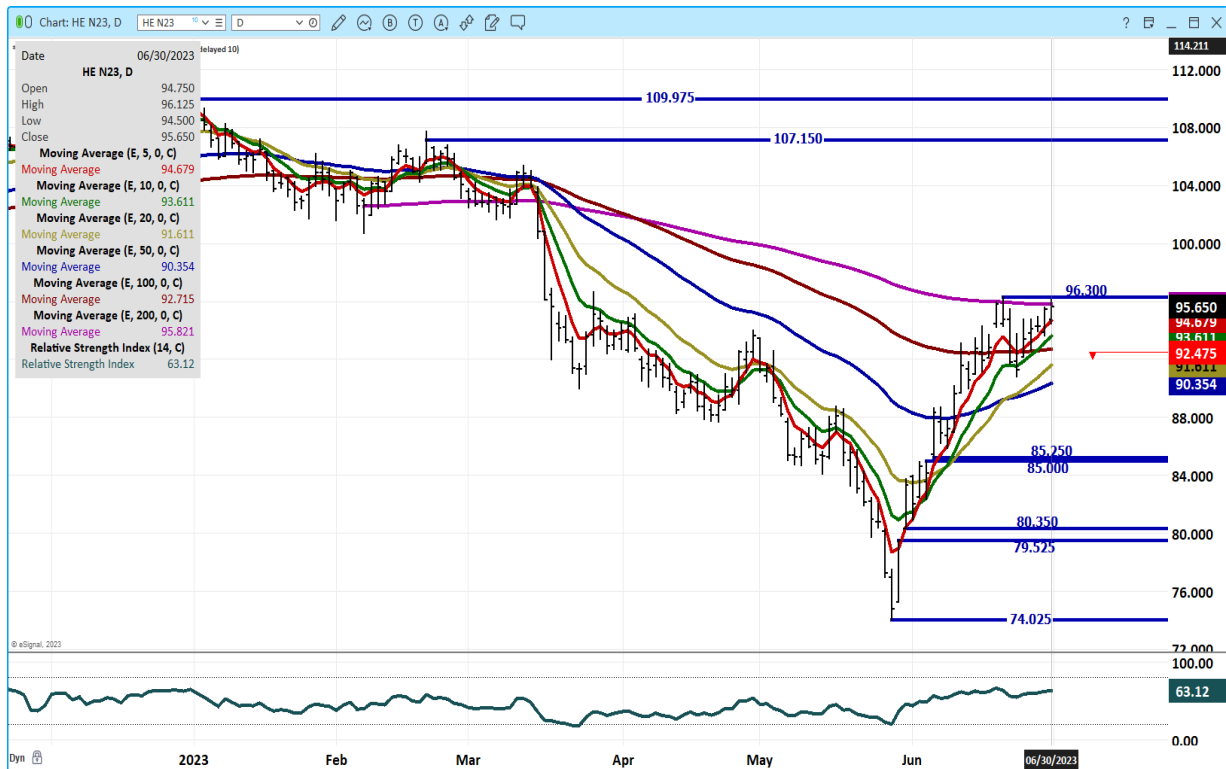 Chart: HE N23, D
HE N23
10
D
B
T
A
?
delayed 10)
Date 06/30/2023
HE N23, D
Open 94.750
High 96.125
Low 94.500
Close 95.650
Moving Average (E, 5, 0, C)
Moving Average 94.679
Moving Average (E, 10, 0, C)
Moving Average 93.611
Moving Average (E, 20, 0, C)
Moving Average 91.611
Moving Average (E, 50, 0, C)
Moving Average 90.354
Moving Average (E, 100, 0, C)
Moving Average 92.715
Moving Average (E, 200, 0, C)
Moving Average 95.821
Relative Strength Index (14, C)
Relative Strength Index 63.12
109.975
107.150
96.300
85.250
85.000
80.350
79.525
74.025
114.211
112.000
108.000
104.000
100.000
95.650
94.679
93.611
92.475
91.611
90.354
88.000
84.000
80.000
76.000
72.000
© eSignal, 2023
100.00
63.12
0.00
Dyn
2023 Feb Mar Apr May Jun 06/30/2023